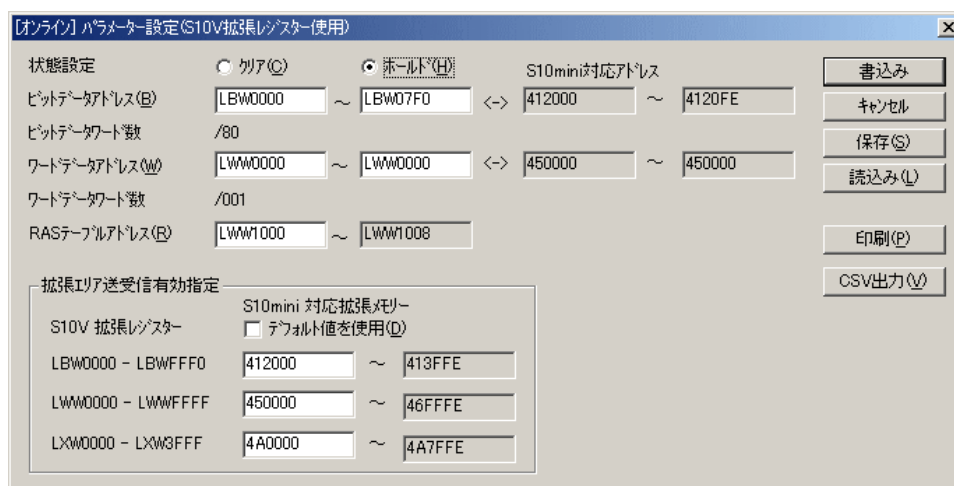 [オンライン] パラメーター設定(S10V拡張レジスター使用)
状態設定 クリア(C) ホールド(H) S10mini対応アドレス 書込み
ビットデータアドレス(B) LBW0000 ～ LBW07F0 <-> 412000 ～ 4120FE キャンセル
ビットデータワード数 /80 保存(S)
ワードデータアドレス(W) LWW0000 ～ LWW0000 <-> 450000 ～ 450000 読込み(L)
ワードデータワード数 /001
RASテーブルアドレス(R) LWW1000 ～ LWW1008 印刷(P)
CSV出力(V)
拡張エリア送受信有効指定
S10mini 対応拡張メモリー
S10V 拡張レジスター デフォルト値を使用(D)
LBW0000 - LBWFFF0 412000 ～ 413FFE
LWW0000 - LWWFFFF 450000 ～ 46FFFE
LXW0000 - LXW3FFF 4A0000 ～ 4A7FFE